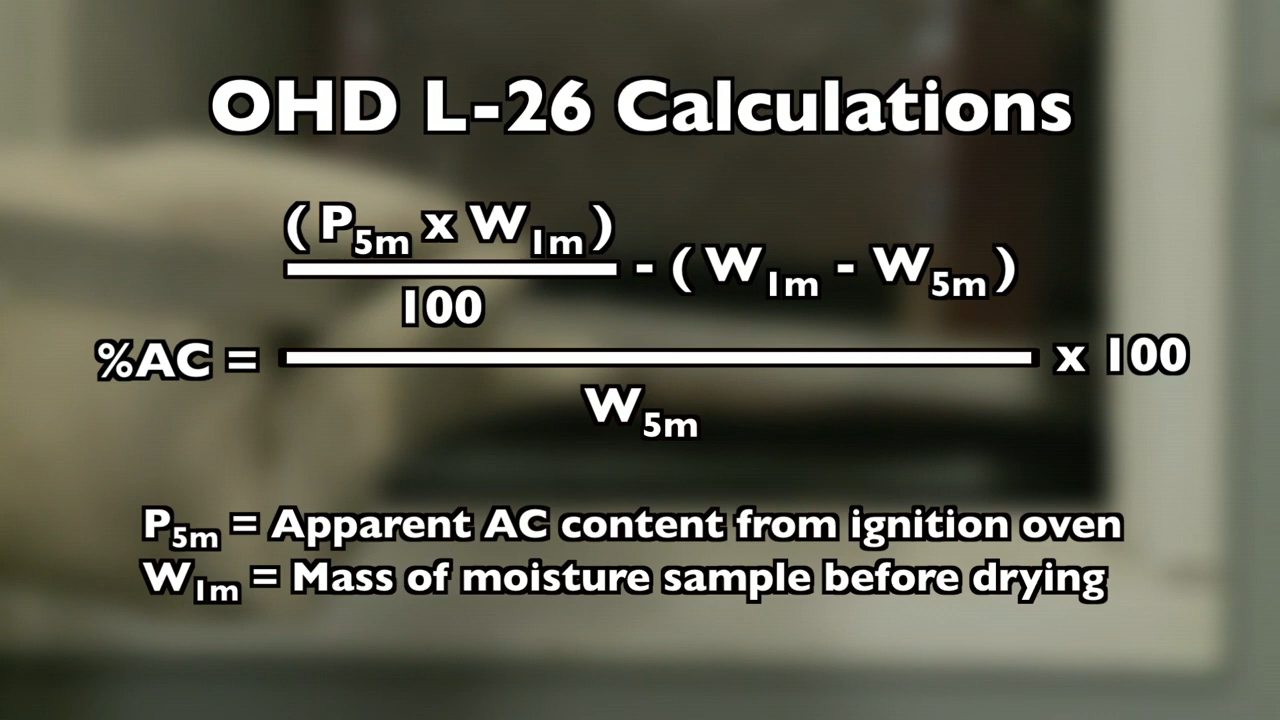 OHD L-26 Calculations
( P5m x W1m )
100
- ( W1m - W5m )
%AC =
x 100
W5m
P5m = Apparent AC content from ignition oven
W1m = Mass of moisture sample before drying